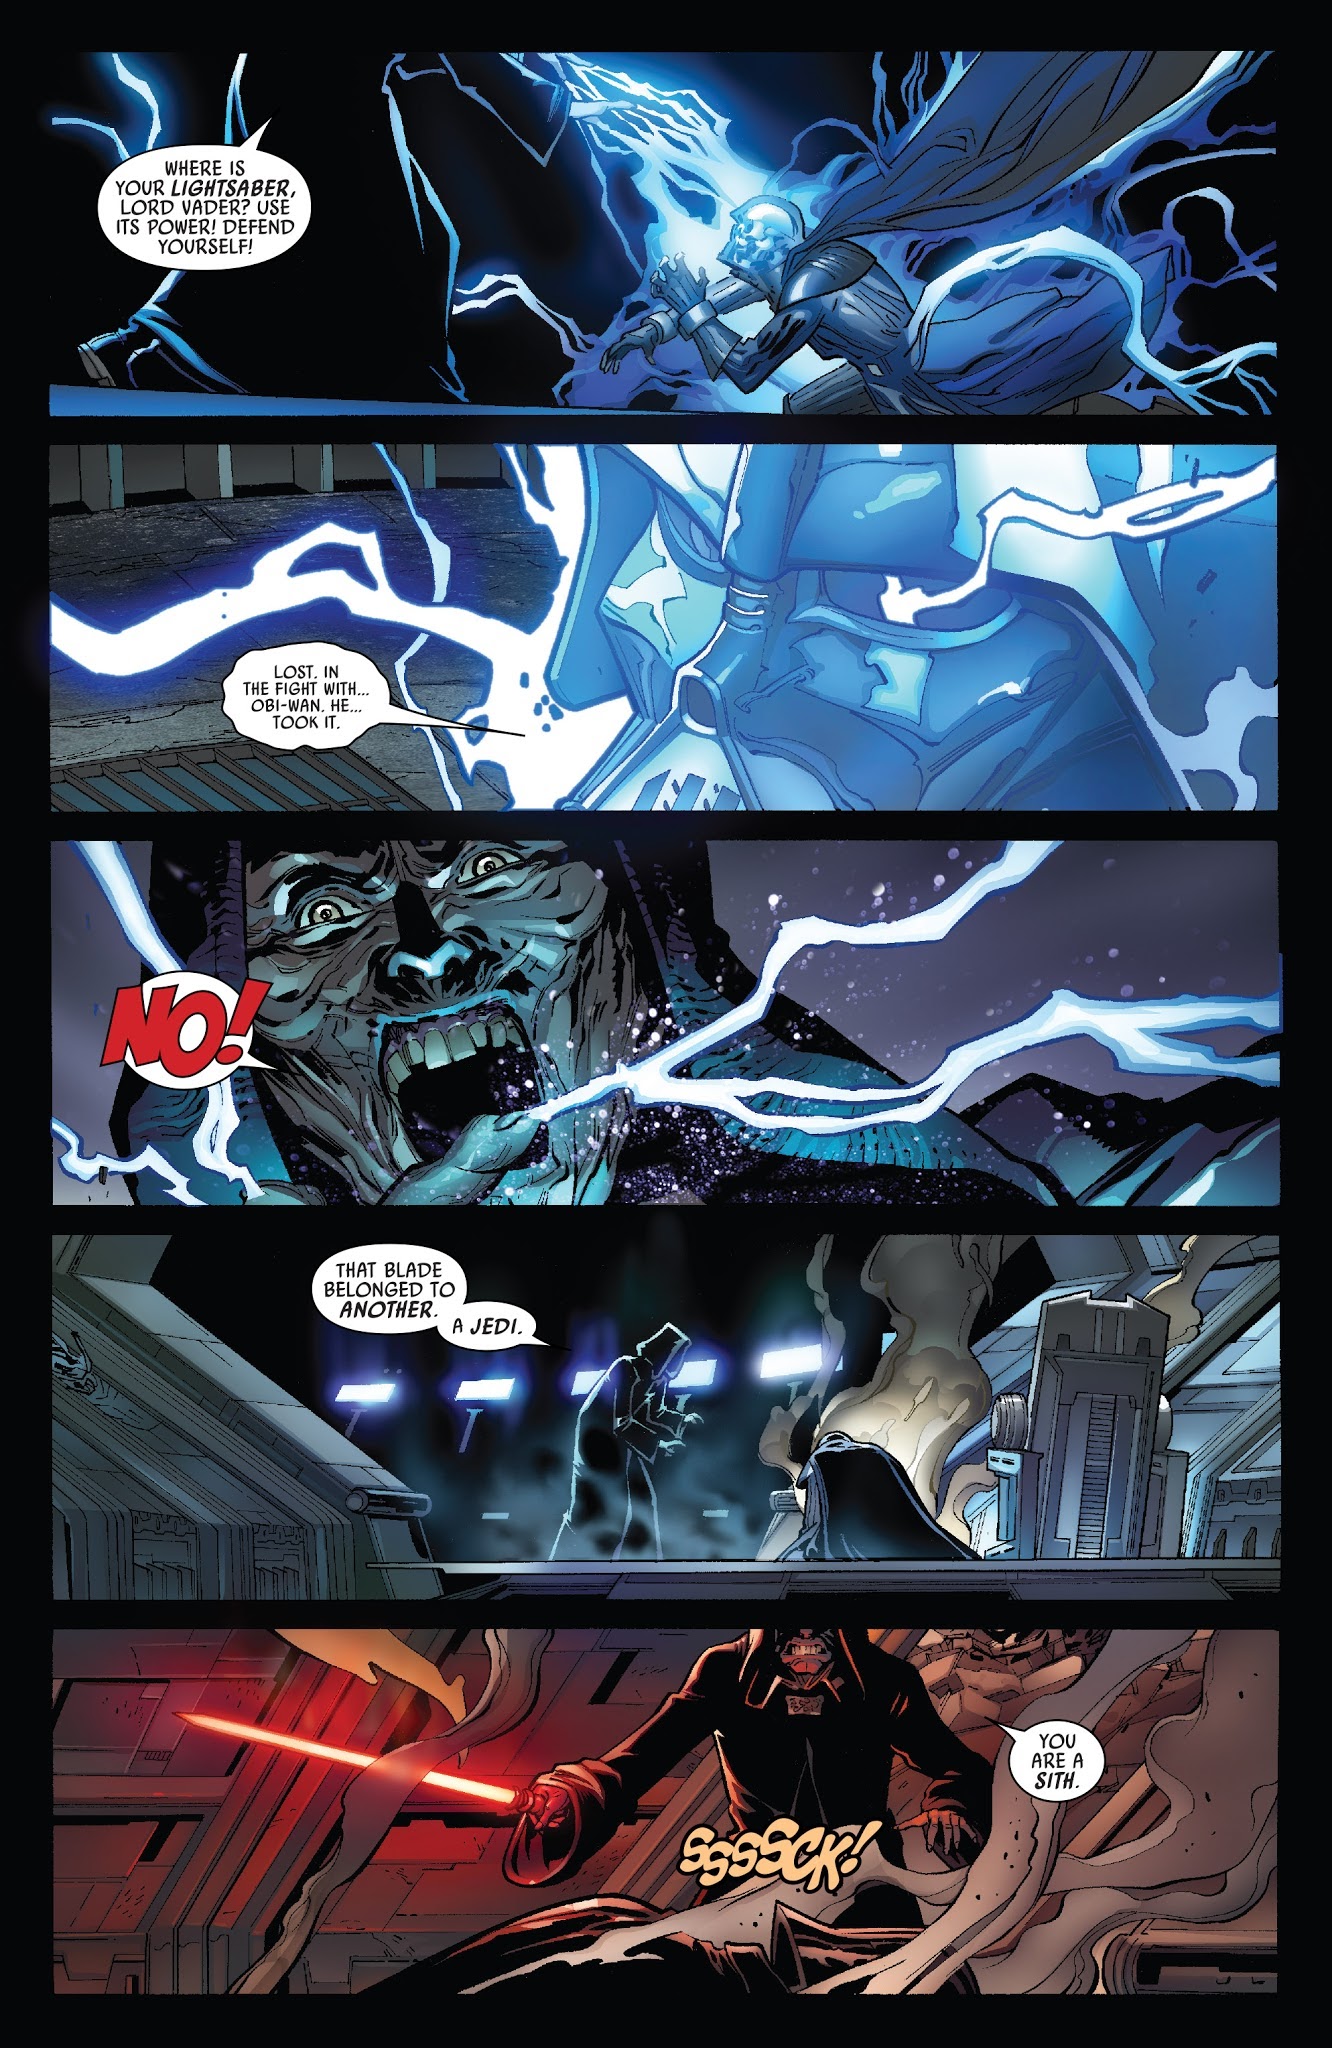 WHERE IS
YOUR LIGHTSABER,
LORD VADER? USE
ITS POWER! DEFEND
YOURSELF!
LOST. IN
THE FIGHT WITH...
OBI-WAN. HE...
TOOK IT.
NO!
THAT BLADE
BELONGED TO
ANOTHER.
A JEDI.
YOU
ARE A
SITH.
SSSSSCK!